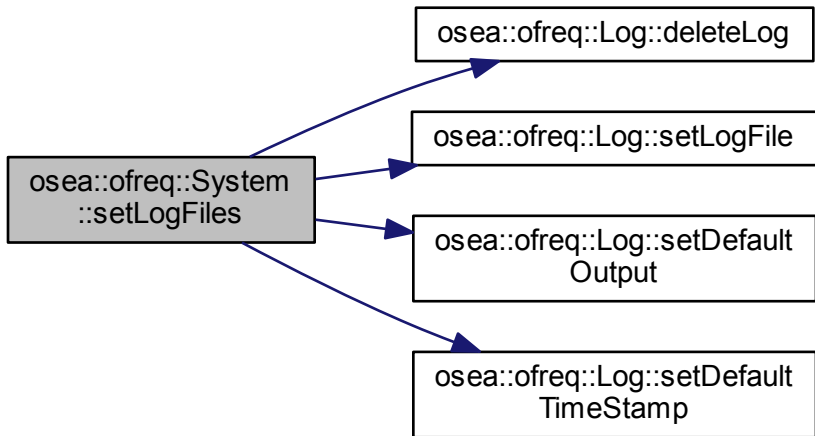 osea::ofreq::Log::deleteLog
osea::ofreq::Log::setLogFile
osea::ofreq::System
::setLogFiles
osea::ofreq::Log::setDefault
Output
osea::ofreq::Log::setDefault
TimeStamp